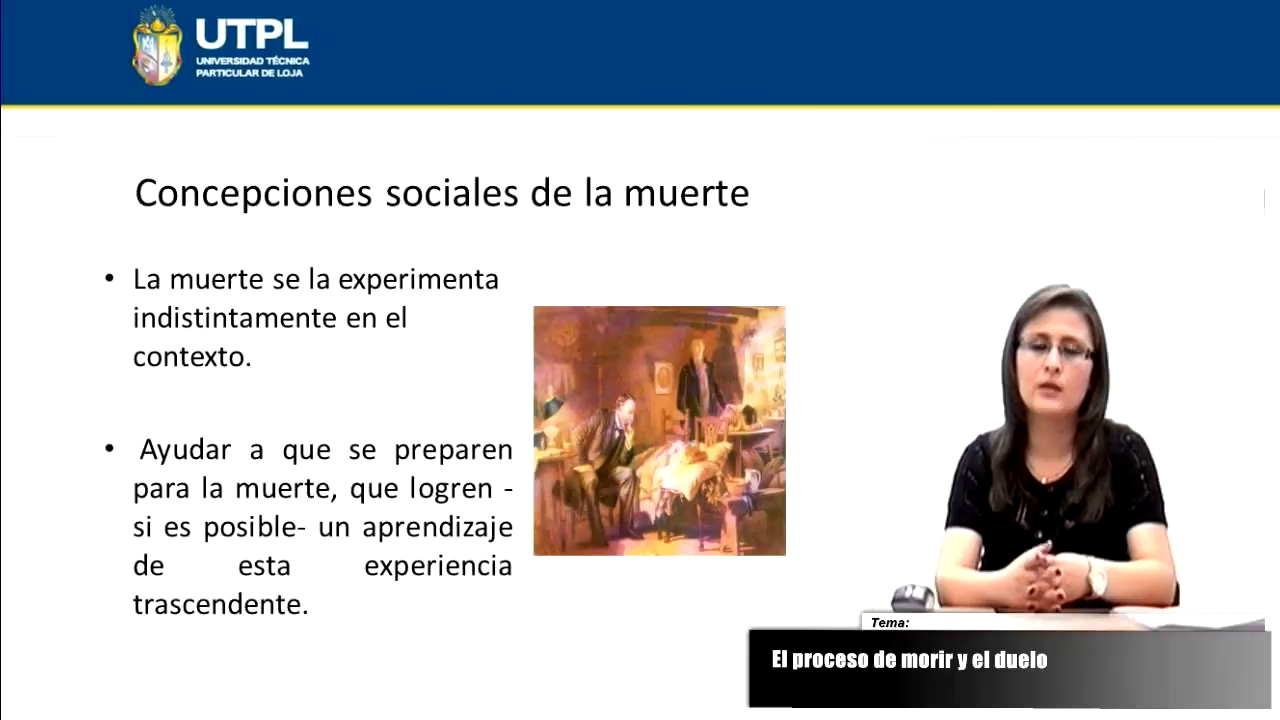 UTPL
UNIVERSIDAD TÉCNICA
PARTICULAR DE LOJA
Concepciones sociales de la muerte
• La muerte se la experimenta
indistintamente en el
contexto.
• Ayudar a que se preparen
para la muerte, que logren -
si es posible- un aprendizaje
de esta experiencia
trascendente.
Tema:
El proceso de morir y el duelo